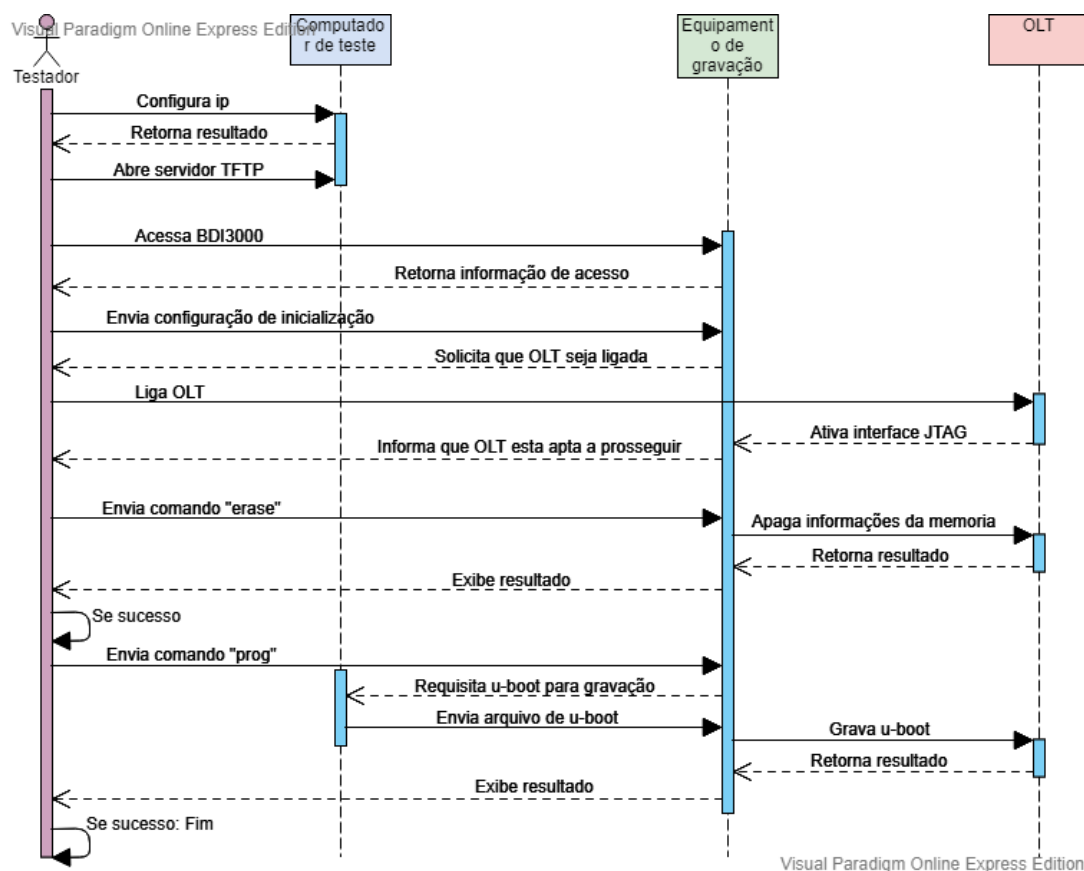 Visual Paradigm Online Express Edition
Testador
Computado
r de teste
Equipament
o de
gravação
OLT
Configura ip
Retorna resultado
Abre servidor TFTP
Acessa BDI3000
Retorna informação de acesso
Envia configuração de inicialização
Solicita que OLT seja ligada
Liga OLT
Ativa interface JTAG
Informa que OLT esta apta a prosseguir
Envia comando "erase"
Apaga informações da memoria
Retorna resultado
Exibe resultado
Se sucesso
Envia comando "prog"
Requisita u-boot para gravação
Envia arquivo de u-boot
Grava u-boot
Retorna resultado
Exibe resultado
Se sucesso: Fim
Visual Paradigm Online Express Edition